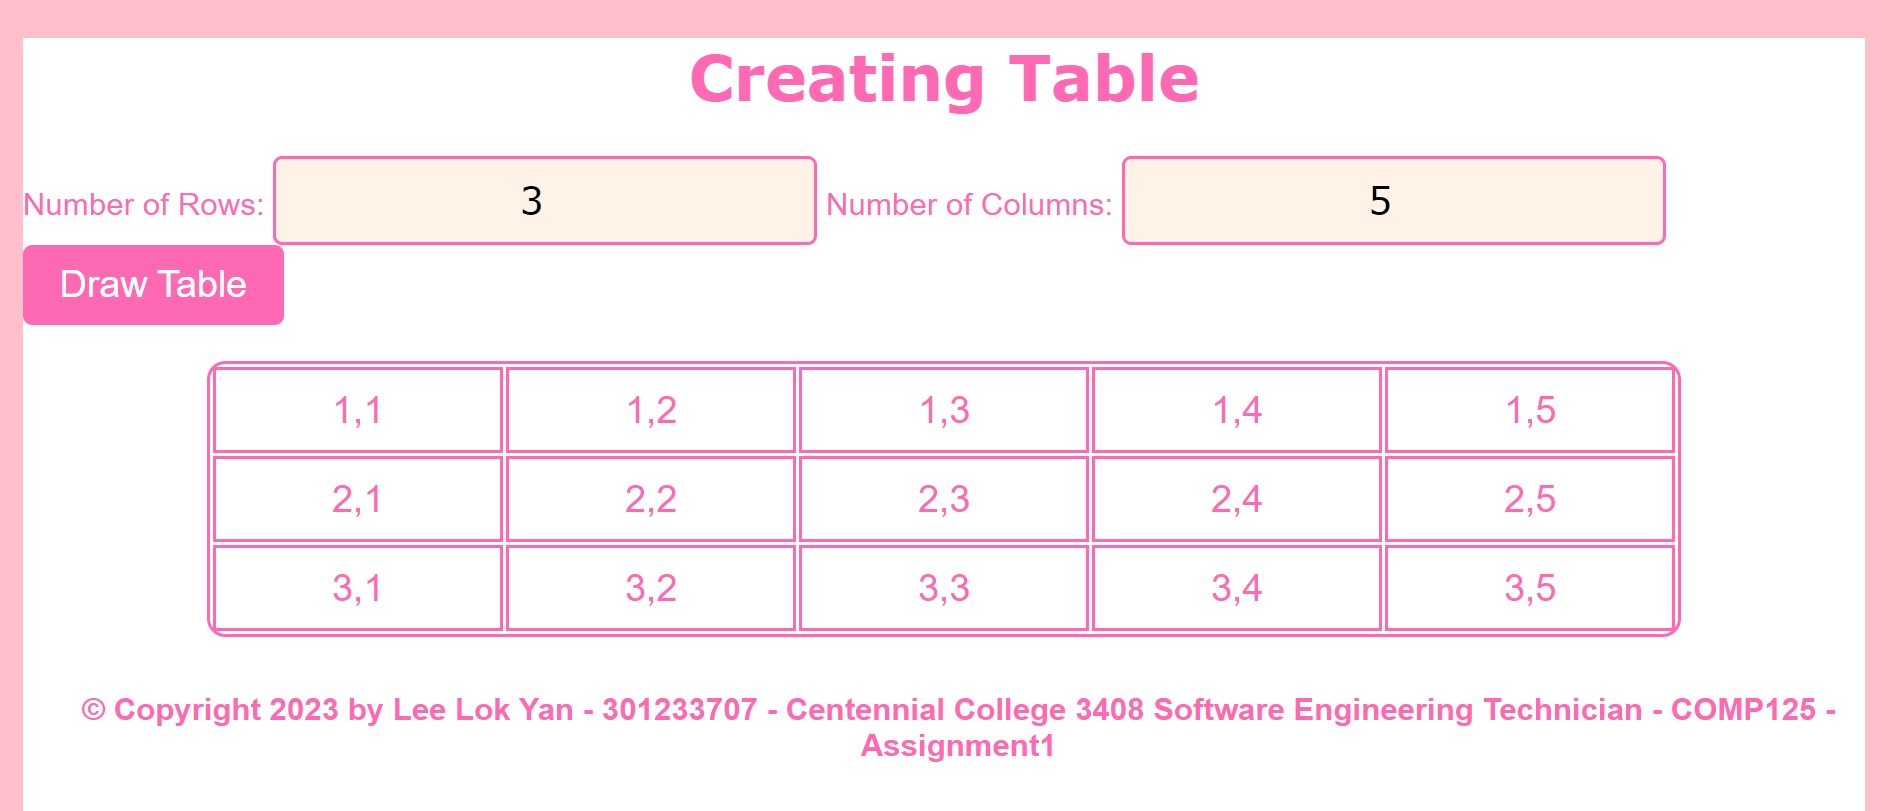 Creating Table
Number of Rows: 3 Number of Columns: 5
Draw Table
1,1 1,2 1,3 1,4 1,5
2,1 2,2 2,3 2,4 2,5
3,1 3,2 3,3 3,4 3,5
© Copyright 2023 by Lee Lok Yan - 301233707 - Centennial College 3408 Software Engineering Technician - COMP125 -
Assignment1